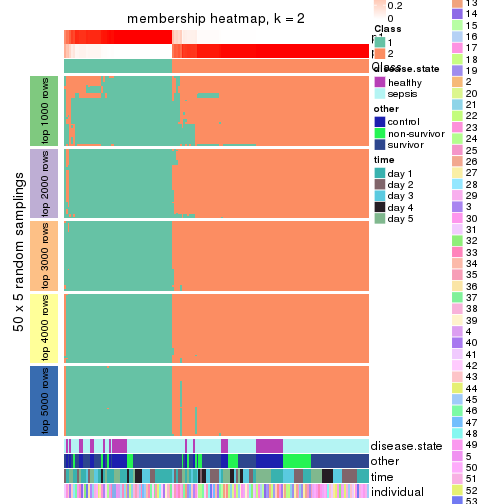 membership heatmap, k = 2
50 x 5 random samplings
top 1000 rows
top 2000 rows
top 3000 rows
top 4000 rows
top 5000 rows
disease.state
other
time
individual
0.2
0
Class
1
2
Class
disease.state
healthy
sepsis
other
control
non-survivor
survivor
time
day 1
day 2
day 3
day 4
day 5
13
14
15
16
17
18
19
2
20
21
22
23
24
25
26
27
28
29
3
30
31
32
33
34
35
36
37
38
39
4
40
41
42
43
44
45
46
47
48
49
5
50
51
52
53